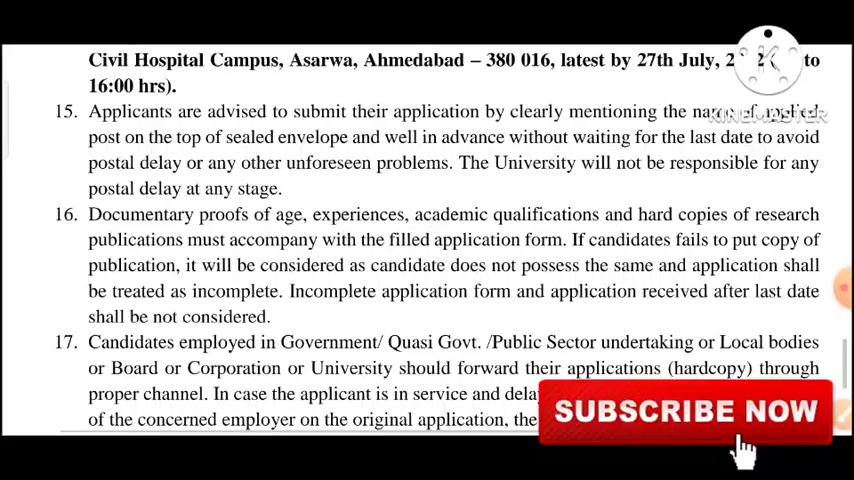 Civil Hospital Campus, Asarwa, Ahmedabad – 380 016, latest by 27th July, to
16:00 hrs).
15. Applicants are advised to submit their application by clearly mentioning the name of applied
KINEMASTER
post on the top of sealed envelope and well in advance without waiting for the last date to avoid
postal delay or any other unforeseen problems. The University will not be responsible for any
postal delay at any stage.
16. Documentary proofs of age, experiences, academic qualifications and hard copies of research
publications must accompany with the filled application form. If candidates fails to put copy of
publication, it will be considered as candidate does not possess the same and application shall
be treated as incomplete. Incomplete application form and application received after last date
shall be not considered.
17. Candidates employed in Government/ Quasi Govt. /Public Sector undertaking or Local bodies
or Board or Corporation or University should forward their applications (hardcopy) through
proper channel. In case the applicant is in service and
of the concerned employer on the original application,
SUBSCRIBE NOW